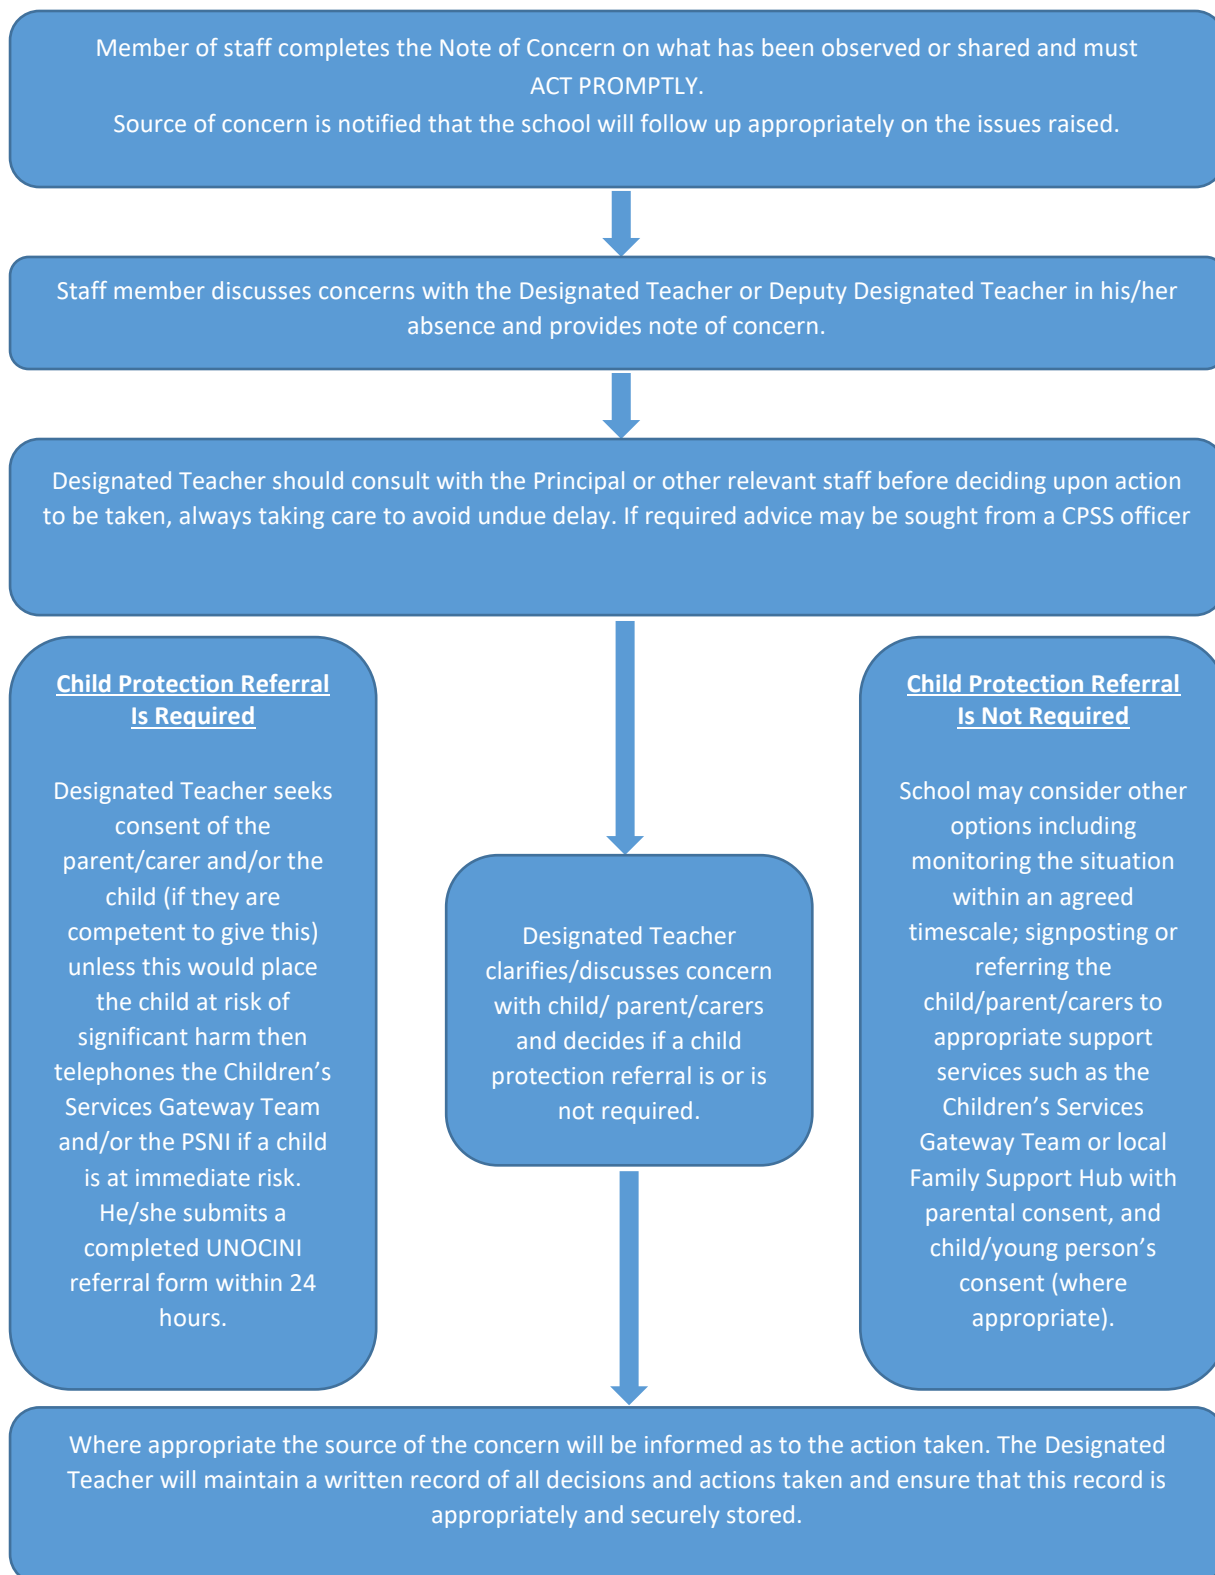 Member of staff completes the Note of Concern on what has been observed or shared and must
ACT PROMPTLY.
Source of concern is notified that the school will follow up appropriately on the issues raised.
Staff member discusses concerns with the Designated Teacher or Deputy Designated Teacher in his/her
absence and provides note of concern.
Designated Teacher should consult with the Principal or other relevant staff before deciding upon action
to be taken, always taking care to avoid undue delay. If required advice may be sought from a CPSS officer
Child Protection Referral
Is Required
Designated Teacher seeks
consent of the
parent/carer and/or the
child (if they are
competent to give this)
unless this would place
the child at risk of
significant harm then
telephones the Children’s
Services Gateway Team
and/or the PSNI if a child
is at immediate risk.
He/she submits a
completed UNOCINI
referral form within 24
hours.
Designated Teacher
clarifies/discusses concern
with child/ parent/carers
and decides if a child
protection referral is or is
not required.
Child Protection Referral
Is Not Required
School may consider other
options including
monitoring the situation
within an agreed
timescale; signposting or
referring the
child/parent/carers to
appropriate support
services such as the
Children’s Services
Gateway Team or local
Family Support Hub with
parental consent, and
child/young person’s
consent (where
appropriate).
Where appropriate the source of the concern will be informed as to the action taken. The Designated
Teacher will maintain a written record of all decisions and actions taken and ensure that this record is
appropriately and securely stored.